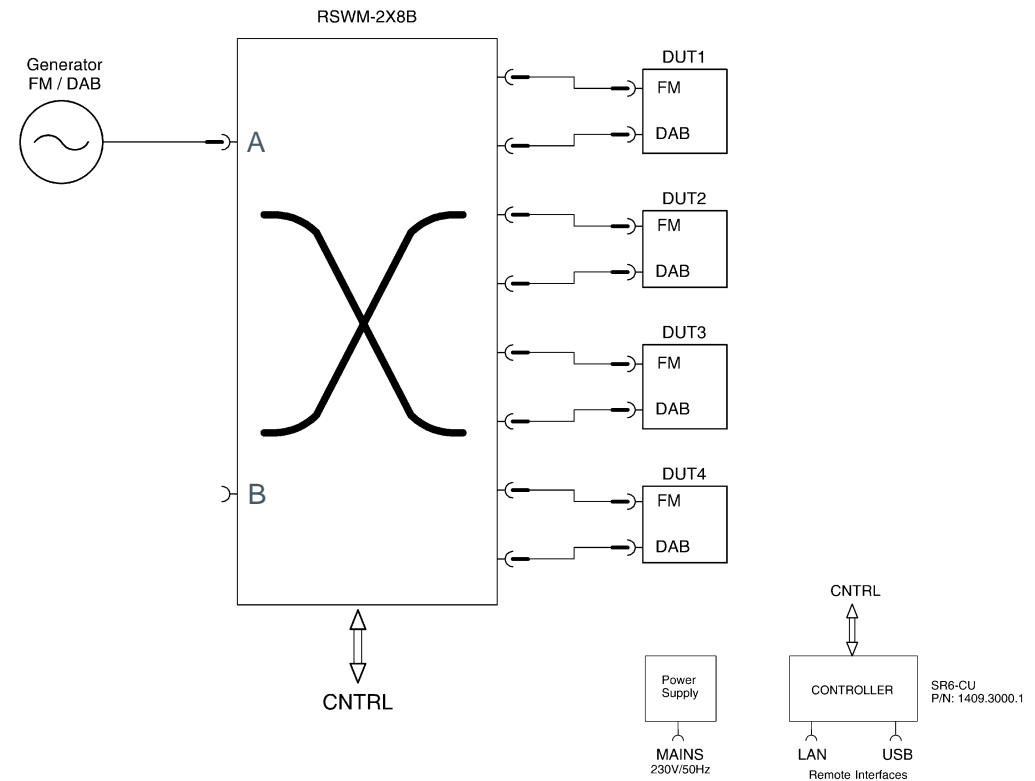 RSWM-2X8B
Generator
FM / DAB
A
B
CNTRL
DUT1
FM
DAB
DUT2
FM
DAB
DUT3
FM
DAB
DUT4
FM
DAB
Power
Supply
MAINS
230V/50Hz
CNTRL
CONTROLLER
SR6-CU
P/N: 1409.3000.1
LAN
USB
Remote Interfaces